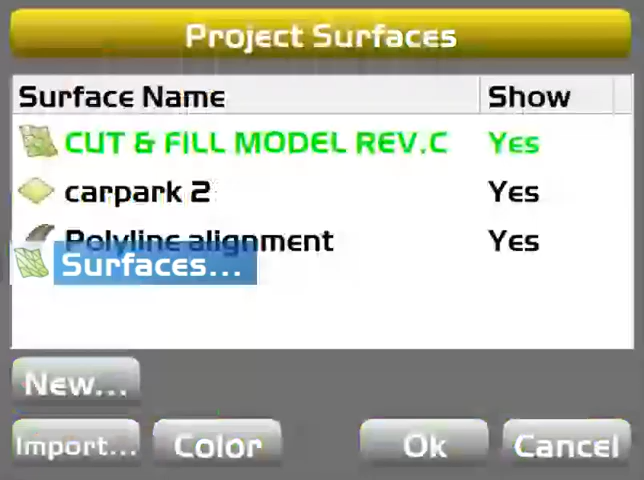 Project Surfaces
Surface Name Show
CUT & FILL MODEL REV.C Yes
carpark 2 Yes
Polyline alignment Yes
Surfaces...
New...
Import... Color Ok Cancel